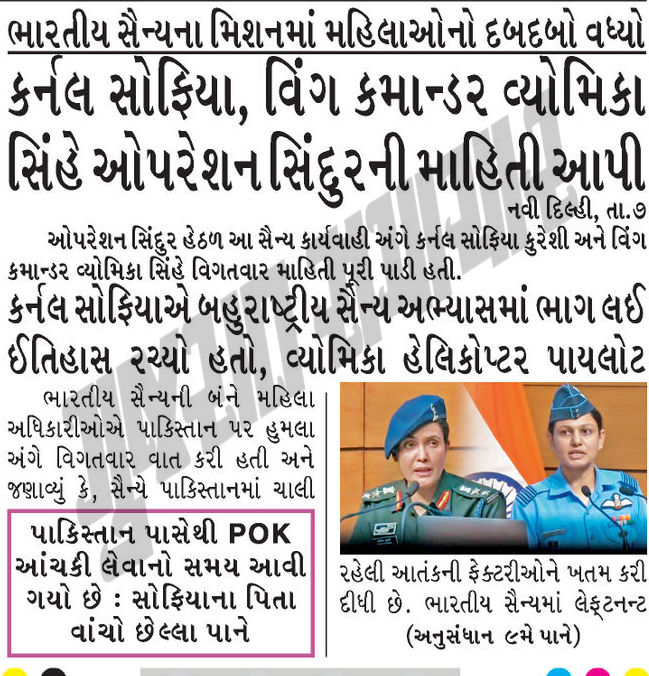 ભારતીય સૈન્યના મિશનમાં મહિલાઓનો દબદબો વધ્યો
કર્નલ સોફિયા, વિંગ કમાન્ડર વ્યોમિકા
સિંહે ઓપરેશન સિંદુરની માહિતી આપી
નવી દિલ્હી, તા.૭
ઓપરેશન સિંદુર હેઠળ આ સૈન્ય કાર્યવાહી અંગે કર્નલ સોફિયા કુરેશી અને વિંગ
કમાન્ડર વ્યોમિકા સિંહે વિગતવાર માહિતી પૂરી પાડી હતી.
કર્નલ સોફિયાએ બહુરાષ્ટ્રીય સૈન્ય અભ્યાસમાં ભાગ લઈ
ઈતિહાસ રચ્યો હતો, વ્યોમિકા હેલિકોપ્ટર પાયલોટ
ભારતીય સૈન્યની બંને મહિલા
અધિકારીઓએ પાકિસ્તાન પર હુમલા
અંગે વિગતવાર વાત કરી હતી અને
જણાવ્યું કે, સૈન્યે પાકિસ્તાનમાં ચાલી
પાકિસ્તાન પાસેથી POK
આંચકી લેવાનો સમય આવી
ગયો છે : સોફિયાના પિતા
વાંચો છેલ્લા પાને
રહેલી આતંકની ફેક્ટરીઓને ખતમ કરી
દીધી છે. ભારતીય સૈન્યમાં લેફ્ટનન્ટ
(અનુસંધાન ૯મે પાને)
ગુજરાત સમાચાર